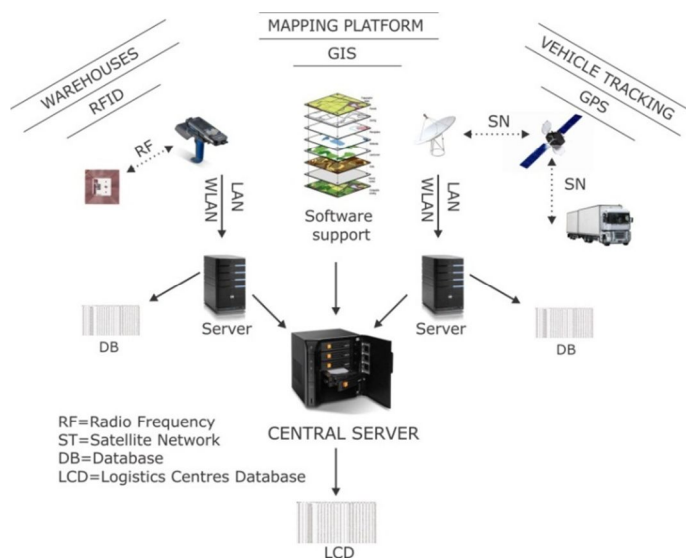 MAPPING PLATFORM
GIS
WAREHOUSES
RFID
VEHICLE TRACKING
GPS
RF
SN
SN
LAN
WLAN
LAN
WLAN
Software
support
Server
Server
DB
DB
CENTRAL SERVER
RF=Radio Frequency
ST=Satellite Network
DB=Database
LCD=Logistics Centres Database
LCD